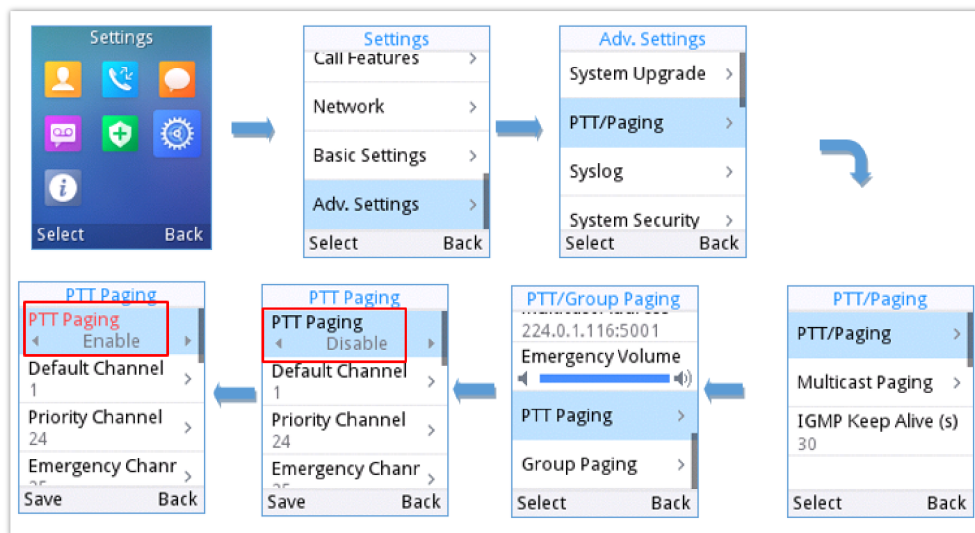 Settings
Select Back
Settings
Call Features
Network
Basic Settings
Adv. Settings
Select Back
Adv. Settings
System Upgrade
PTT/Paging
Syslog
System Security
Select Back
PTT Paging
PTT Paging
Enable
Default Channel
1
Priority Channel
24
Emergency Chanr
Save Back
PTT Paging
PTT Paging
Disable
Default Channel
1
Priority Channel
24
Emergency Chanr
Save Back
PTT/Group Paging
224.0.1.116:5001
Emergency Volume
PTT Paging
Group Paging
Select Back
PTT/Paging
PTT/Paging
Multicast Paging
IGMP Keep Alive (s)
30
Select Back